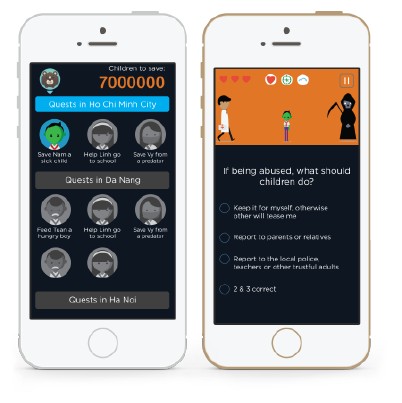 Children to save:
7000000
Quests in Ho Chi Minh City
Save Nam a
sick child
Help Linh go
to school
Save Vy from
a predator
Quests in Da Nang
Feed Tuan a
hungry boy
Help Linh go
to school
Save Vy from
a predator
Quests in Ha Noi
If being abused, what should
children do?
Keep it for myself, otherwise
other will tease me
Report to parents or relatives
Report to the local police,
teachers or other trustful adults
2 & 3 correct